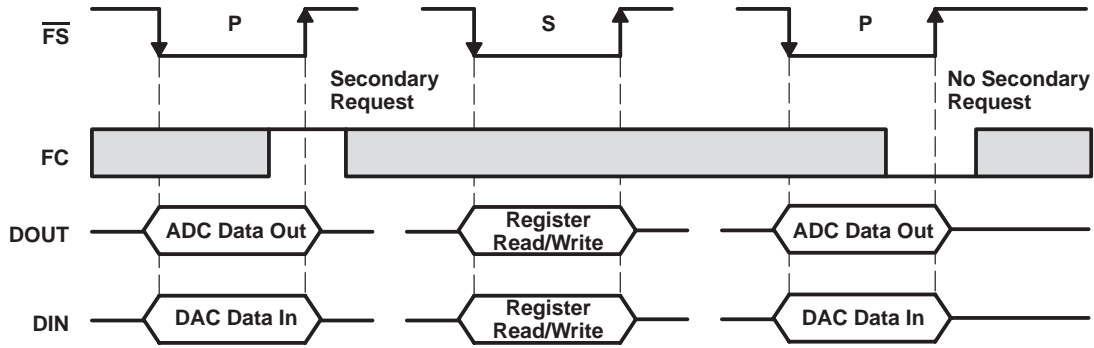 FS
P
S
P
Secondary
Request
No Secondary
Request
FC
DOUT
ADC Data Out
Register
Read/Write
ADC Data Out
DIN
DAC Data In
Register
Read/Write
DAC Data In